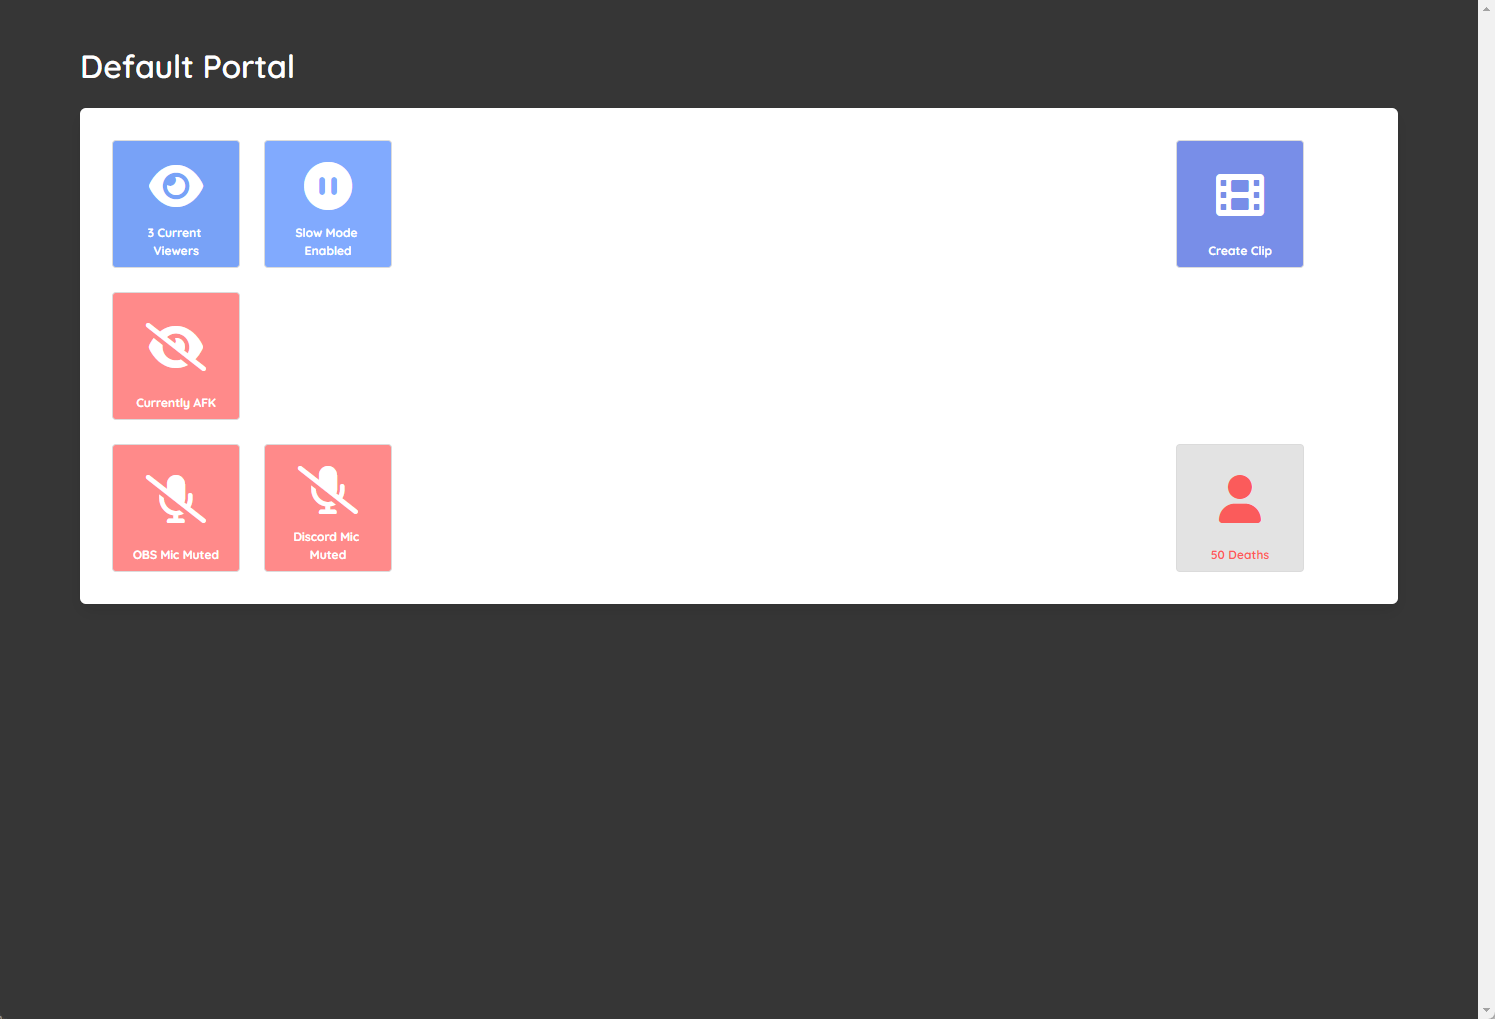 Default Portal
3 Current
Viewers
Slow Mode
Enabled
Create Clip
Currently AFK
OBS Mic Muted
Discord Mic
Muted
50 Deaths